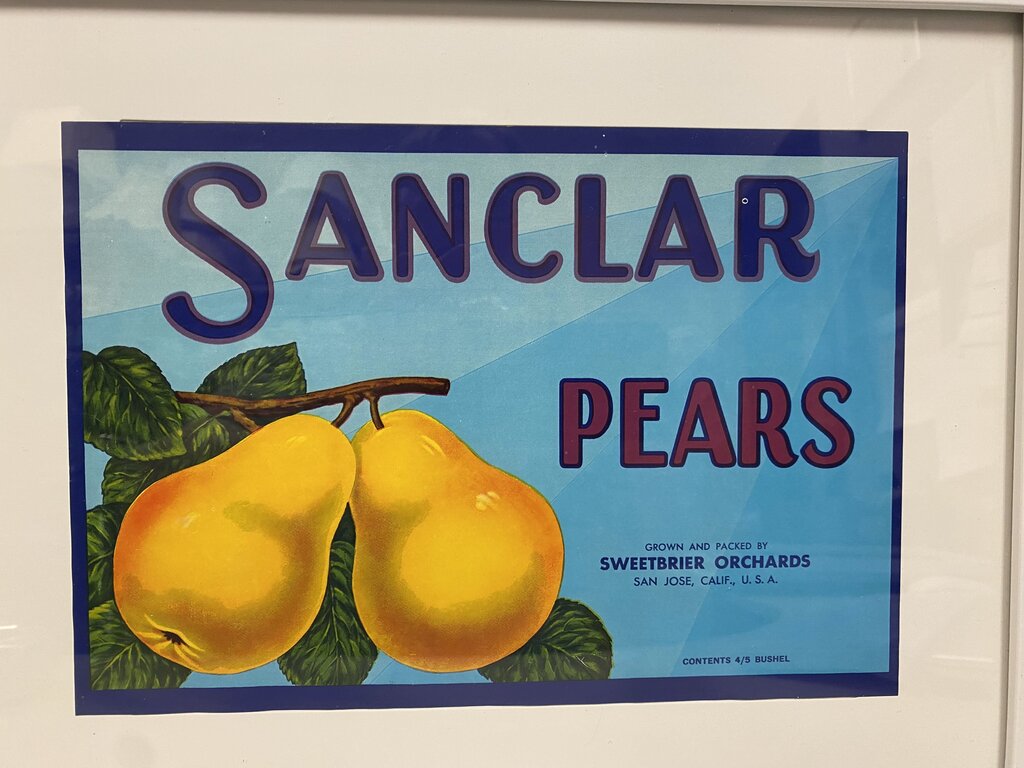 SANCLAR
PEARS
GROWN AND PACKED BY
SWEETBRIER ORCHARDS
SAN JOSE, CALIF., U. S. A.
CONTENTS 4/5 BUSHEL